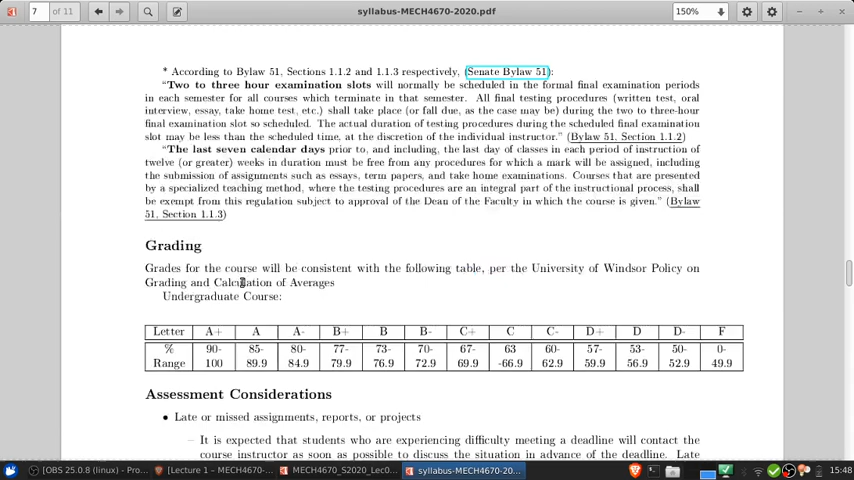 7 of 11
syllabus-MECH4670-2020.pdf
150%
* According to Bylaw 51, Sections 1.1.2 and 1.1.3 respectively, (Senate Bylaw 51):
“Two to three hour examination slots will normally be scheduled in the formal final examination periods
in each semester for all courses which terminate in that semester. All final testing procedures (written test, oral
interview, essay, take home test, etc.) shall take place (or fall due, as the case may be) during the two to three-hour
final examination slot so scheduled. The actual duration of testing procedures during the scheduled final examination
slot may be less than the scheduled time, at the discretion of the individual instructor.” (Bylaw 51, Section 1.1.2)
“The last seven calendar days prior to, and including, the last day of classes in each period of instruction of
twelve (or greater) weeks in duration must be free from any procedures for which a mark will be assigned, including
the submission of assignments such as essays, term papers, and take home examinations. Courses that are presented
by a specialized teaching method, where the testing procedures are an integral part of the instructional process, shall
be exempt from this regulation subject to approval of the Dean of the Faculty in which the course is given.” (Bylaw
51, Section 1.1.3)
Grading
Grades for the course will be consistent with the following table, per the University of Windsor Policy on
Grading and Calculation of Averages
Undergraduate Course:
Letter A+ A A- B+ B B- C+ C C- D+ D D- F
% 90- 85- 80- 77- 73- 70- 67- 63 60- 57- 53- 50- 0-
Range 100 89.9 84.9 79.9 76.9 72.9 69.9 -66.9 62.9 59.9 56.9 52.9 49.9
Assessment Considerations
• Late or missed assignments, reports, or projects
– It is expected that students who are experiencing difficulty meeting a deadline will contact the
course instructor as soon as possible to discuss the situation in advance of the deadline. Late
[OBS 25.0.8 (linux) - Pro... [Lecture 1 – MECH4670-... MECH4670_S2020_Lec0... syllabus-MECH4670-20... 15:48